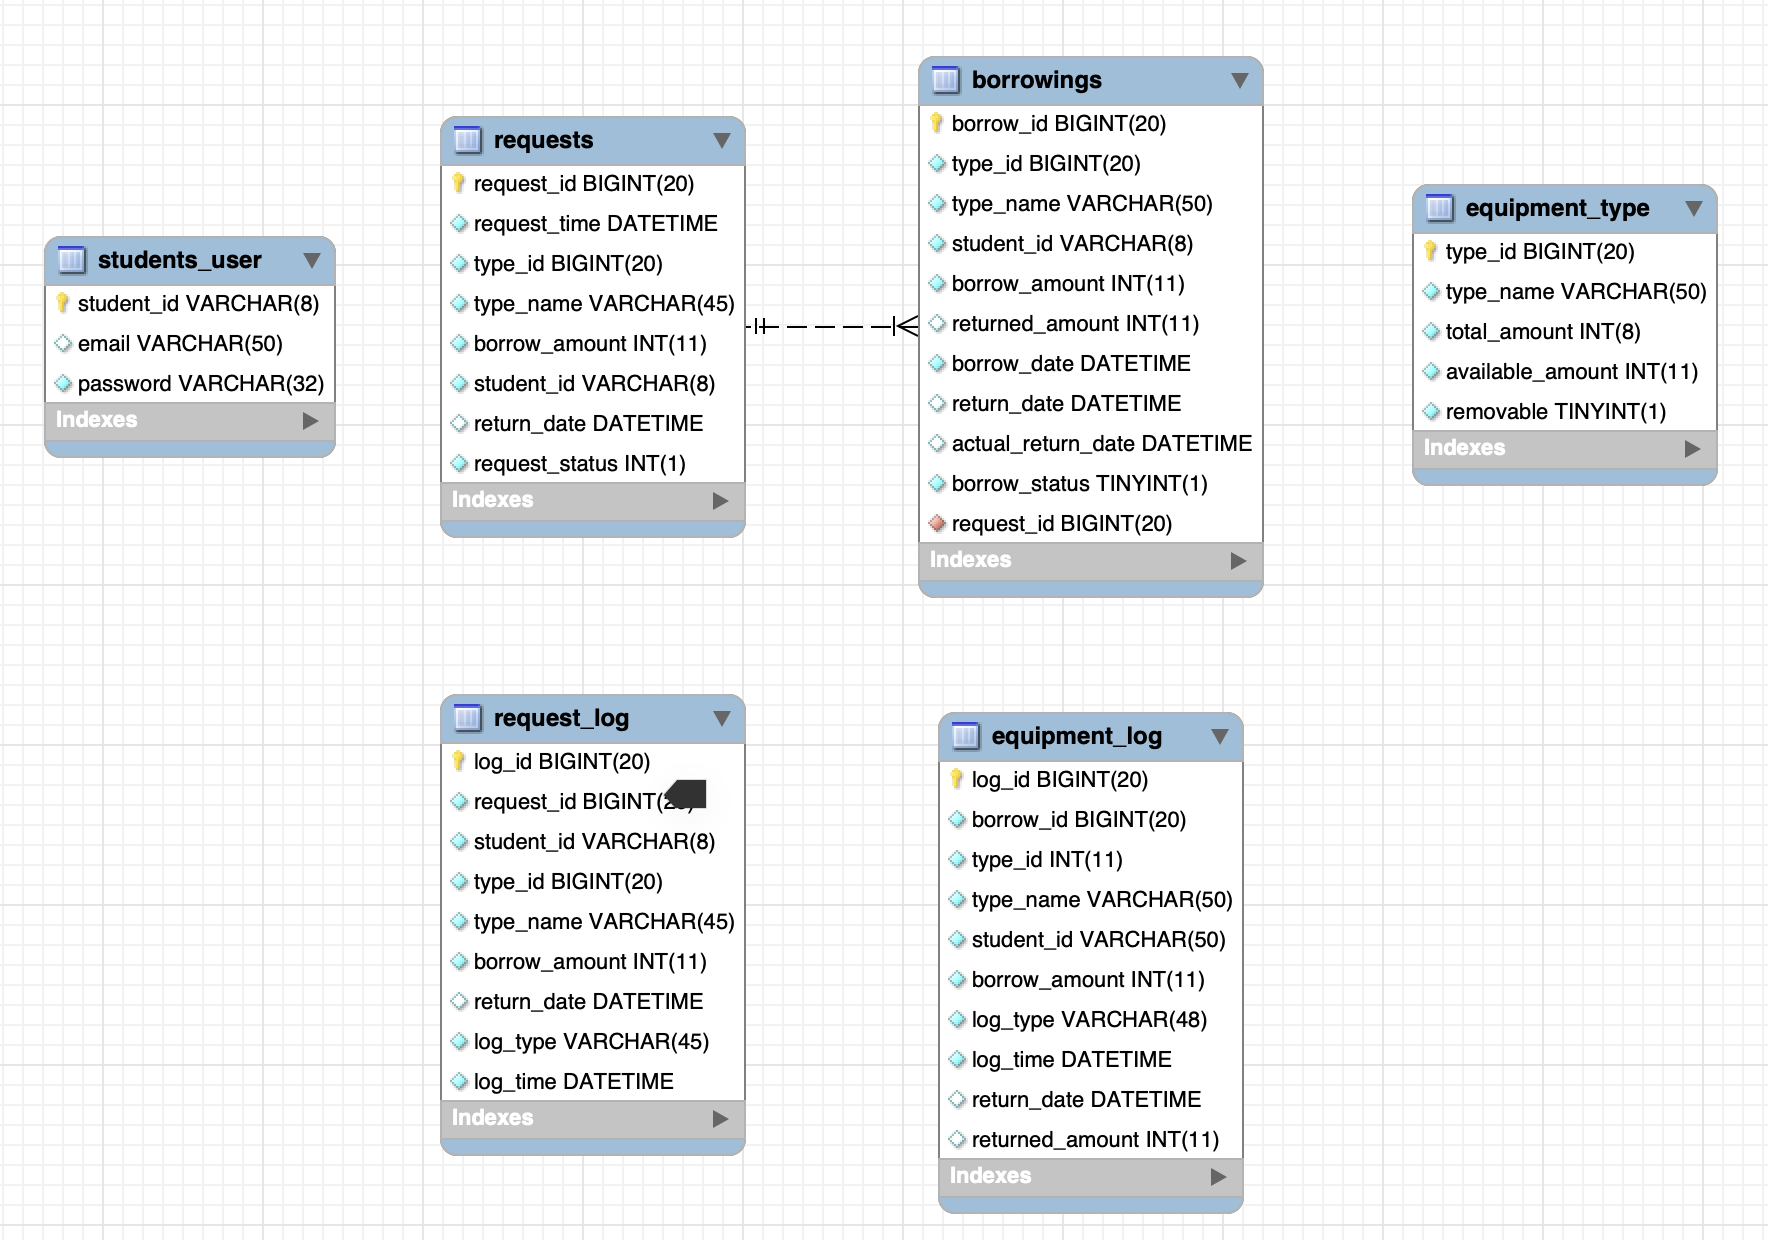 students_user
student_id VARCHAR(8)
email VARCHAR(50)
password VARCHAR(32)
Indexes
requests
request_id BIGINT(20)
request_time DATETIME
type_id BIGINT(20)
type_name VARCHAR(45)
borrow_amount INT(11)
student_id VARCHAR(8)
return_date DATETIME
request_status INT(1)
Indexes
borrowings
borrow_id BIGINT(20)
type_id BIGINT(20)
type_name VARCHAR(50)
student_id VARCHAR(8)
borrow_amount INT(11)
returned_amount INT(11)
borrow_date DATETIME
return_date DATETIME
actual_return_date DATETIME
borrow_status TINYINT(1)
request_id BIGINT(20)
Indexes
equipment_type
type_id BIGINT(20)
type_name VARCHAR(50)
total_amount INT(8)
available_amount INT(11)
removable TINYINT(1)
Indexes
request_log
log_id BIGINT(20)
request_id
student_id VARCHAR(8)
type_id BIGINT(20)
type_name VARCHAR(45)
borrow_amount INT(11)
return_date DATETIME
log_type VARCHAR(45)
log_time DATETIME
Indexes
equipment_log
log_id BIGINT(20)
borrow_id BIGINT(20)
type_id INT(11)
type_name VARCHAR(50)
student_id VARCHAR(50)
borrow_amount INT(11)
log_type VARCHAR(48)
log_time DATETIME
return_date DATETIME
returned_amount INT(11)
Indexes